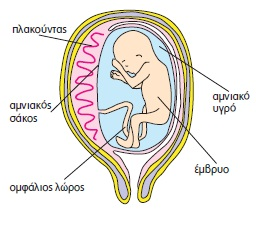 πλακούντας
αμνιακός
σάκος
ομφάλιος λώρος
αμνιακό
υγρό
έμβρυο